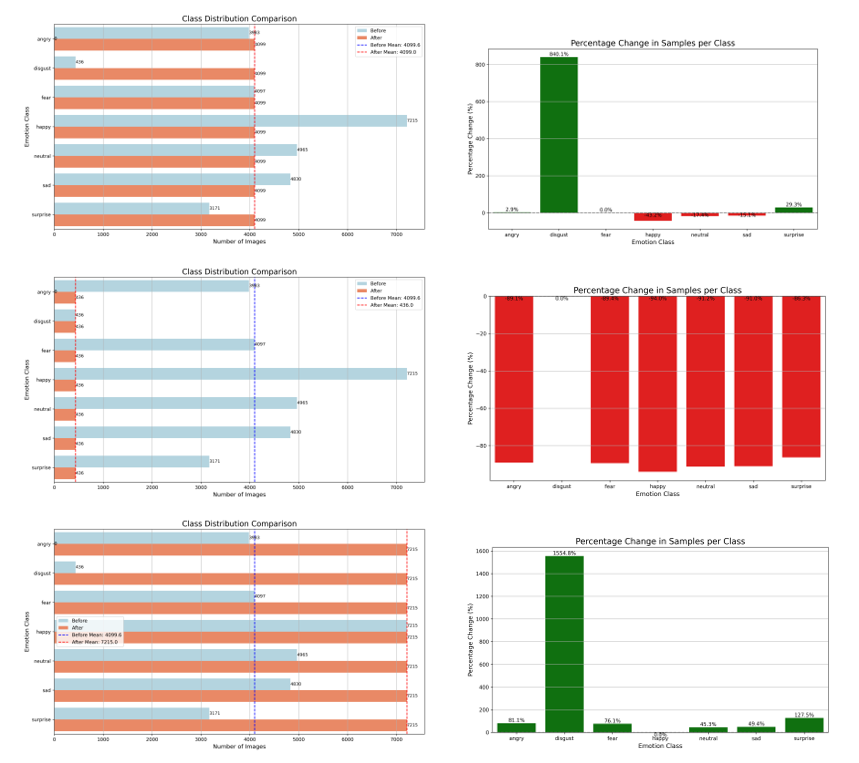 Class Distribution Comparison
Before
After
Before Mean: 4099.6
After Mean: 4099.0
Emotion Class
angry
disgust
fear
happy
neutral
sad
surprise
3993
4099
436
4099
4097
4099
7215
4099
4965
4099
4830
4099
3171
4099
0 1000 2000 3000 4000 5000 6000 7000
Number of Images
Percentage Change in Samples per Class
Percentage Change (%)
800
600
400
200
0
2.9%
840.1%
0.0%
29.3%
angry disgust fear happy neutral sad surprise
Emotion Class
Class Distribution Comparison
Before
After
Before Mean: 4099.6
After Mean: 436.0
Emotion Class
angry
disgust
fear
happy
neutral
sad
surprise
3993
436
436
436
4097
436
7215
436
4965
436
4830
436
3171
436
0 1000 2000 3000 4000 5000 6000 7000
Number of Images
Percentage Change in Samples per Class
Percentage Change (%)
0
−20
−40
−60
−80
0.0%
angry disgust fear happy neutral sad surprise
Emotion Class
Class Distribution Comparison
Before
After
Before Mean: 4099.6
After Mean: 7215.0
Emotion Class
angry
disgust
fear
happy
neutral
sad
surprise
3993
7215
436
7215
4097
7215
7215
7215
4965
7215
4830
7215
3171
7215
0 1000 2000 3000 4000 5000 6000 7000
Number of Images
Percentage Change in Samples per Class
Percentage Change (%)
1600
1400
1200
1000
800
600
400
200
0
81.1%
1554.8%
76.1%
0.0%
45.3%
49.4%
127.5%
angry disgust fear happy neutral sad surprise
Emotion Class